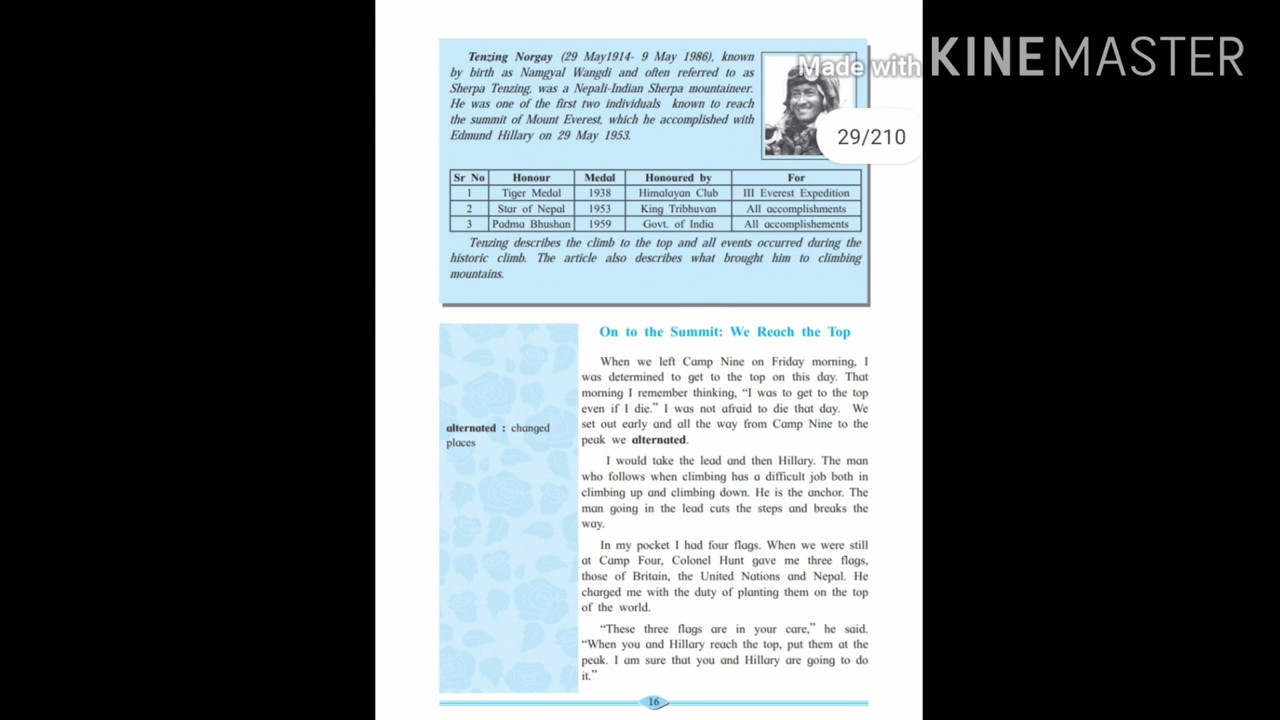 Made with KINEMASTER
29/210
Tenzing Norgay (29 May1914- 9 May 1986), known
by birth as Namgyal Wangdi and often referred to as
Sherpa Tenzing, was a Nepali-Indian Sherpa mountaineer.
He was one of the first two individuals known to reach
the summit of Mount Everest, which he accomplished with
Edmund Hillary on 29 May 1953.
Sr No Honour Medal Honoured by For
1 Tiger Medal 1938 Himalayan Club III Everest Expedition
2 Star of Nepal 1953 King Tribhuvan All accomplishments
3 Padma Bhushan 1959 Govt. of India All accomplishements
Tenzing describes the climb to the top and all events occurred during the
historic climb. The article also describes what brought him to climbing
mountains.
On to the Summit: We Reach the Top
When we left Camp Nine on Friday morning, I
was determined to get to the top on this day. That
morning I remember thinking, “I was to get to the top
even if I die.” I was not afraid to die that day. We
set out early and all the way from Camp Nine to the
peak we alternated.
alternated : changed
places
I would take the lead and then Hillary. The man
who follows when climbing has a difficult job both in
climbing up and climbing down. He is the anchor. The
man going in the lead cuts the steps and breaks the
way.
In my pocket I had four flags. When we were still
at Camp Four, Colonel Hunt gave me three flags,
those of Britain, the United Nations and Nepal. He
charged me with the duty of planting them on the top
of the world.
“These three flags are in your care,” he said.
“When you and Hillary reach the top, put them at the
peak. I am sure that you and Hillary are going to do
it.”
16